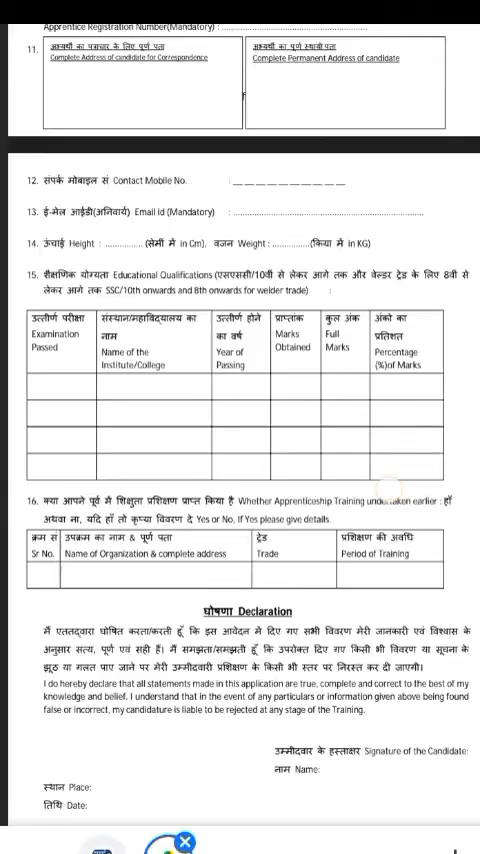 Apprentice Registration Number(Mandatory) : ................................................................
11. अभ्यर्थी का पत्राचार के लिए पूर्ण पता
Complete Address of candidate for Correspondence
अभ्यर्थी का पूर्ण स्थायी पता
Complete Permanent Address of candidate
12. संपर्क मोबाइल सं Contact Mobile No. : _ _ _ _ _ _ _ _ _ _
13. ई-मेल आईडी(अनिवार्य) Email id (Mandatory) : ................................................................
14. ऊंचाई Height : ............... (सेमीं में in Cm), वजन Weight : ...............(किग्रा में in KG)
15. शैक्षणिक योग्यता Educational Qualifications (एसएससी/10वीं से लेकर आगे तक और वेल्डर ट्रेड के लिए 8वीं से
लेकर आगे तक SSC/10th onwards and 8th onwards for welder trade) :
उत्तीर्ण परीक्षा
Examination
Passed
संस्थान/महाविद्यालय का
नाम
Name of the
Institute/College
उत्तीर्ण होने
का वर्ष
Year of
Passing
प्राप्तांक
Marks
Obtained
कुल अंक
Full
Marks
अंको का
प्रतिशत
Percentage
(%)of Marks
16. क्या आपने पूर्व में शिक्षुता प्रशिक्षण प्राप्त किया है Whether Apprenticeship Training undertaken earlier : हाँ
अथवा ना, यदि हाँ तो कृप्या विवरण दे Yes or No, If Yes please give details.
क्रम सं
Sr No.
उपक्रम का नाम & पूर्ण पता
Name of Organization & complete address
ट्रेड
Trade
प्रशिक्षण की अवधि
Period of Training
घोषणा Declaration
मैं एततदवारा घोषित करता/करती हूँ कि इस आवेदन में दिए गए सभी विवरण मेरी जानकारी एवं विश्वास के
अनुसार सत्य, पूर्ण एवं सही हैं। मैं समझता/समझती हूँ कि उपरोक्त दिए गए किसी भी विवरण या सूचना के
झूठ या गलत पाए जाने पर मेरी उम्मीदवारी प्रशिक्षण के किसी भी स्तर पर निरस्त कर दी जाएगी।
I do hereby declare that all statements made in this application are true, complete and correct to the best of my
knowledge and belief. I understand that in the event of any particulars or information given above being found
false or incorrect, my candidature is liable to be rejected at any stage of the Training.
उम्मीदवार के हस्ताक्षर Signature of the Candidate:
नाम Name:
स्थान Place:
तिथि Date: